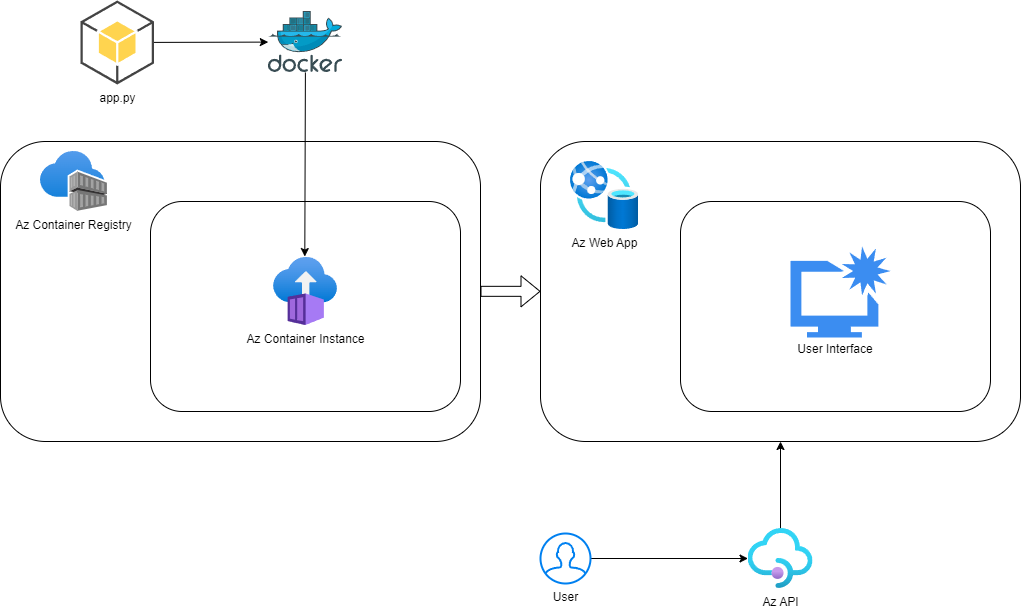 docker
app.py
Az Container Registry
Az Container Instance
Az Web App
User Interface
User
Az API